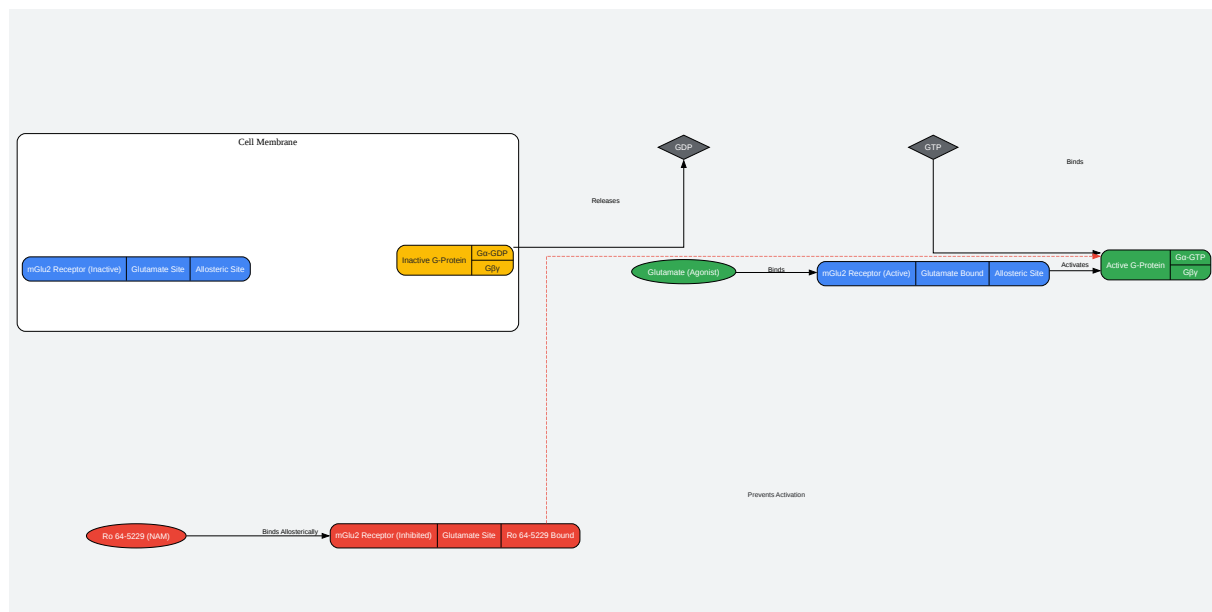 Cell Membrane
GDP
GTP
Binds
Releases
Inactive G-Protein
Gα-GDP
Gβγ
mGlu2 Receptor (Inactive)
Glutamate Site
Allosteric Site
Glutamate (Agonist)
Binds
mGlu2 Receptor (Active)
Glutamate Bound
Allosteric Site
Activates
Active G-Protein
Gα-GTP
Gβγ
Prevents Activation
Ro 64-5229 (NAM)
Binds Allosterically
mGlu2 Receptor (Inhibited)
Glutamate Site
Ro 64-5229 Bound